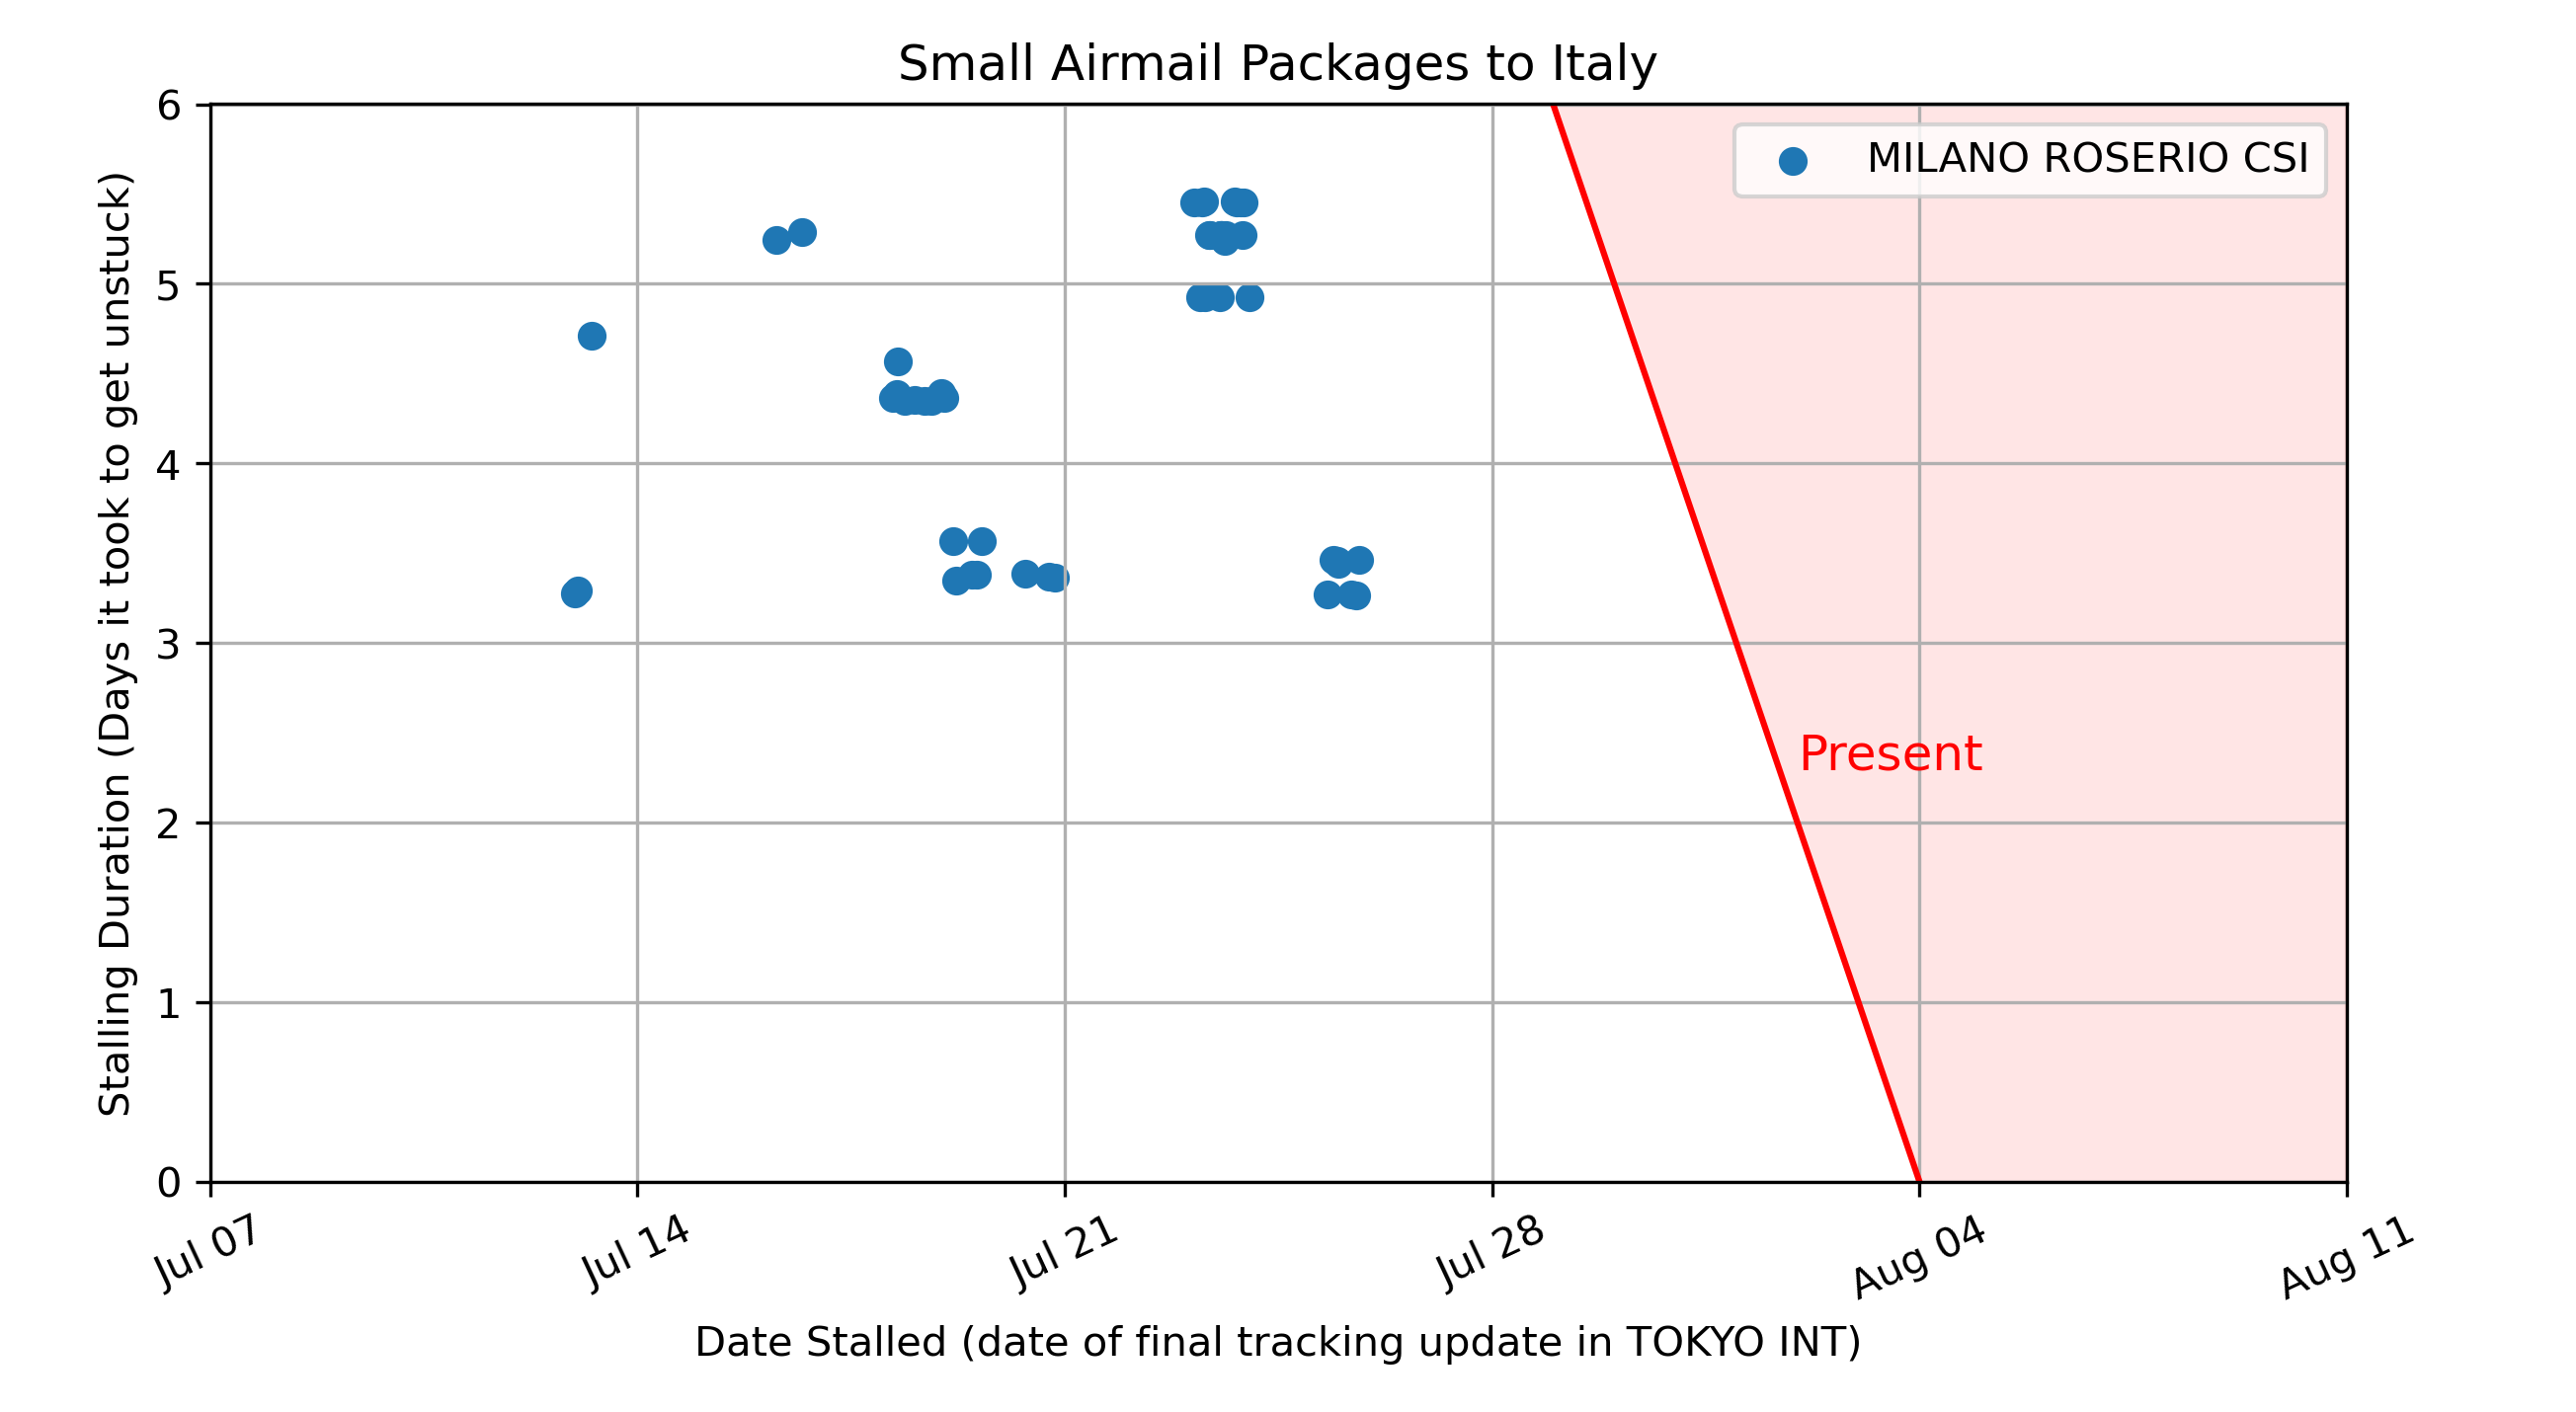 Small Airmail Packages to Italy
MILANO ROSERIO CSI
Stalling Duration (Days it took to get unstuck)
6
5
4
3
2
1
0
Present
Jul 07
Jul 14
Jul 21
Jul 28
Aug 04
Aug 11
Date Stalled (date of final tracking update in TOKYO INT)